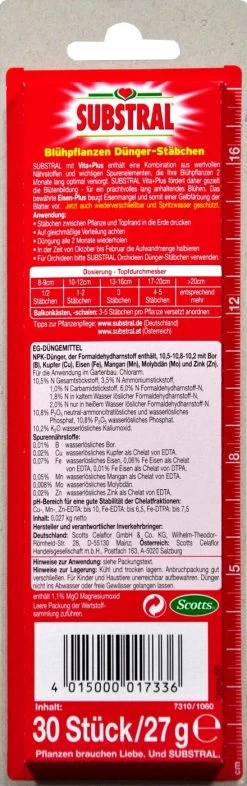 SUBSTRAL®
Blühpflanzen Dünger-Stäbchen
SUBSTRAL mit Vita+Plus enthält eine Kombination aus wertvollen
Nährstoffen und wichtigen Spurenelementen, die Ihre Blühpflanzen 2
Monate lang optimal versorgt. SUBSTRAL Vita+Plus fördert daher gezielt
die Blütenbildung - für ein prachtvolles lang anhaltendes Blühen. Das
bewährte Eisen-Plus beugt Eisenmangel und somit einer Gelbfärbung der
Blätter vor. Jetzt auch wiederverschließbar und Spritzwasser geschützt.
Anwendung:
• Stäbchen zwischen Pflanze und Topfrand in die Erde drücken
• Auf gleichmäßige Verteilung achten
• Düngung alle 2 Monate wiederholen
• In der Zeit von Oktober bis Februar die Aufwandmenge halbieren
• Für Orchideen bitte SUBSTRAL Orchideen Dünger-Stäbchen verwenden.
Dosierung - Topfdurchmesser
8-9cm 10-12cm 13-16cm 17-20cm >20cm
1/2 1-2 3 4-5 entsprechend
Stäbchen Stäbchen Stäbchen Stäbchen mehr
Balkonkästen, -schalen: 3-5 Stäbchen pro Pflanze versetzt anordnen
Tipps zur Pflanzenpflege: www.substral.de (Deutschland)
www.substral.at (Österreich)
EG-DÜNGEMITTEL
NPK-Dünger, der Formaldehydharnstoff enthält, 10,5-10,8-10,2 mit Bor
(B), Kupfer (Cu), Eisen (Fe), Mangan (Mn), Molybdän (Mo) und Zink (Zn).
Für die Anwendung im Gartenbau. Chlorarm.
10,5% N Gesamtstickstoff, 3,5% N Ammoniumstickstoff,
1,0% N Carbamidstickstoff, 6,0% N Formaldehydharnstoff-N,
1,8% N in kaltem Wasser löslicher Formaldehydharnstoff-N,
2,0% N nur in heißem Wasser löslicher Formaldehydharnstoff-N.
10,8% P₂O₅ neutral-ammoncitratlösliches und wasserlösliches
Phosphat, 10,8% P₂O₅ wasserlösliches Phosphat.
10,2% K₂O wasserlösliches Kaliumoxid.
Spurennährstoffe:
0,01% B wasserlösliches Bor.
0,02% Cu wasserlösliches Kupfer als Chelat von EDTA.
0,07% Fe wasserlösliches Eisen, 0,06% Fe Eisen als Chelat
von EDTA, 0,01% Fe Eisen als Chelat von DTPA.
0,05% Mn wasserlösliches Mangan als Chelat von EDTA.
0,008% Mo wasserlösliches Molybdän.
0,02% Zn wasserlösliches Zink als Chelat von EDTA.
pH-Bereich für eine gute Stabilität der Chelatfraktionen:
Cu-, Mn-, Zn-EDTA: bis 10, Fe-EDTA: bis 6,5, Fe-DTPA: bis 7,5
Inhalt: 0,027 kg netto
Hersteller und verantwortlicher Inverkehrbringer:
Deutschland: Scotts Celaflor GmbH & Co. KG, Wilhelm-Theodor-
Römheld-Str. 28, D-55130 Mainz, Österreich: Scotts Celaflor
Handelsgesellschaft m.b.H., Postfach 163, A-5020 Salzburg
Hinweise zur Anwendung: siehe Packungstext.
Hinweise zur Lagerung: Kühl und trocken lagern. Anbruchpackung gut
verschließen. Für Kinder und Haustiere unerreichbar aufbewahren. Dünger
nicht im Abwasser oder in Gewässer entsorgen.
enthält 1,1% MgO Magnesiumoxid
Leere Packung der Wertstoff-
sammlung zuführen.
Scotts
4 015000 017336
Inhalt: 7310/1060
30 Stück/27 g ℮
Pflanzen brauchen Liebe. Und SUBSTRAL.
16
12
8
5
cm